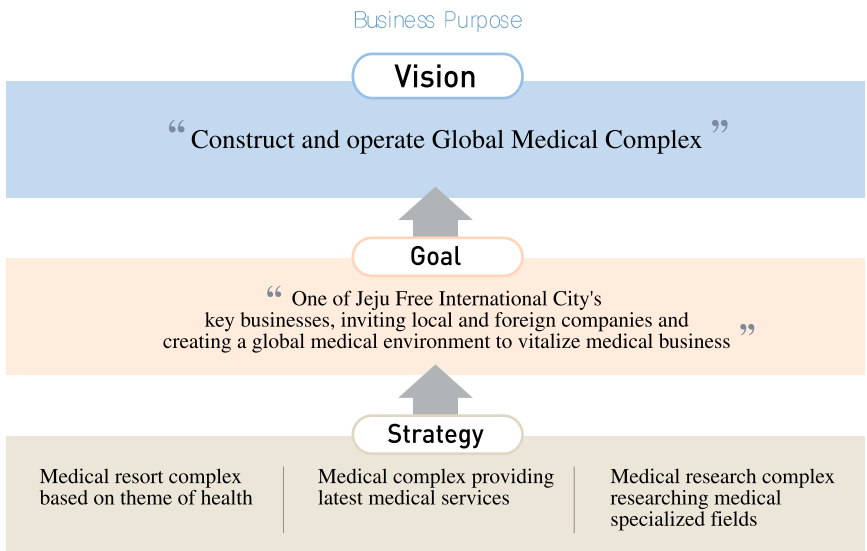 Business Purpose
Vision
“ Construct and operate Global Medical Complex ”
Goal
“ One of Jeju Free International City's
key businesses, inviting local and foreign companies and
creating a global medical environment to vitalize medical business ”
Strategy
Medical resort complex
based on theme of health
Medical complex providing
latest medical services
Medical research complex
researching medical
specialized fields